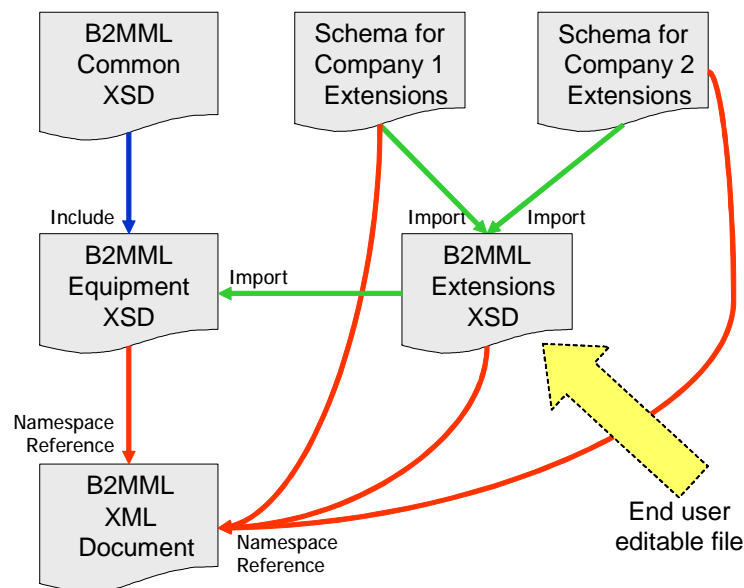 B2MML
Common
XSD
Schema for
Company 1
Extensions
Schema for
Company 2
Extensions
Include
Import
Import
B2MML
Equipment
XSD
Import
B2MML
Extensions
XSD
Namespace
Reference
B2MML
XML
Document
Namespace
Reference
End user
editable file